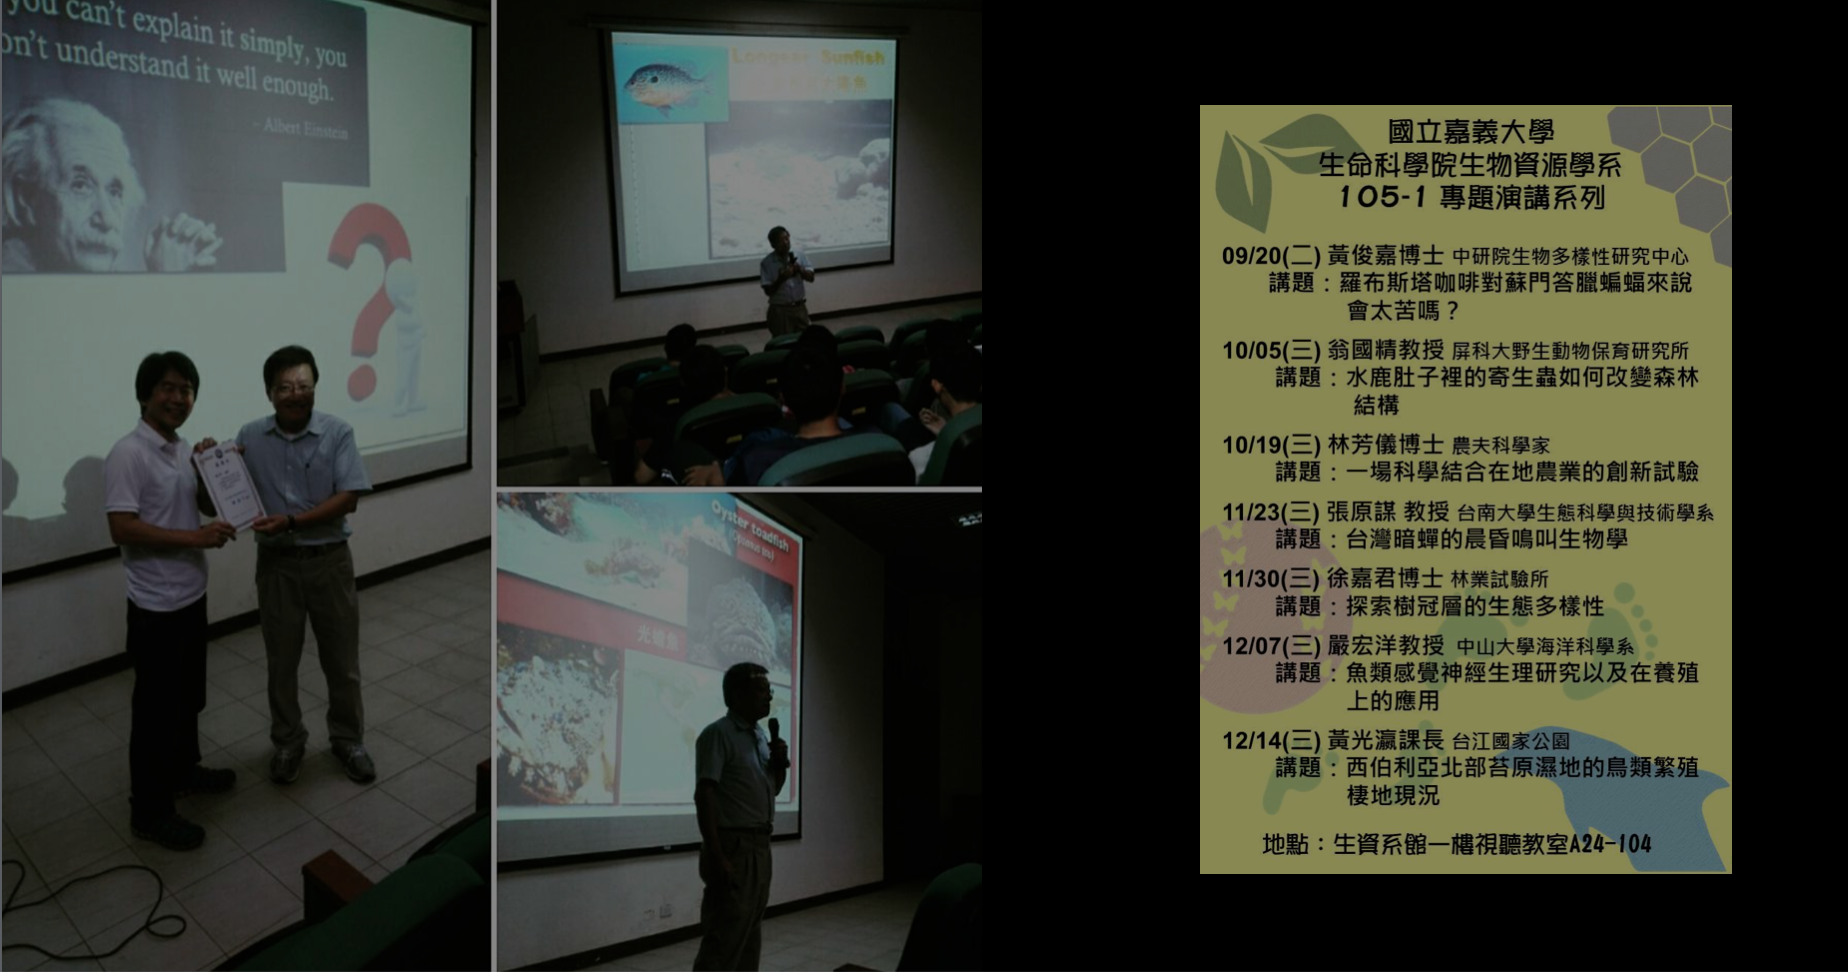 you can't explain it simply, you
on't understand it well enough.
- Albert Einstein
Longear Sunfish
Oyster toadfish
(Opsanus tau)
光蟾魚
國立嘉義大學
生命科學院生物資源學系
105-1 專題演講系列
09/20(二) 黃俊嘉博士 中研院生物多樣性研究中心
講題：羅布斯塔咖啡對蘇門答臘蝙蝠來說
會太苦嗎？
10/05(三) 翁國精教授 屏科大野生動物保育研究所
講題：水鹿肚子裡的寄生蟲如何改變森林
結構
10/19(三) 林芳儀博士 農夫科學家
講題：一場科學結合在地農業的創新試驗
11/23(三) 張原謀 教授 台南大學生態科學與技術學系
講題：台灣暗蟬的晨昏鳴叫生物學
11/30(三) 徐嘉君博士 林業試驗所
講題：探索樹冠層的生態多樣性
12/07(三) 嚴宏洋教授 中山大學海洋科學系
講題：魚類感覺神經生理研究以及在養殖
上的應用
12/14(三) 黃光瀛課長 台江國家公園
講題：西伯利亞北部苔原濕地的鳥類繁殖
棲地現況
地點：生資系館一樓視聽教室A24-104